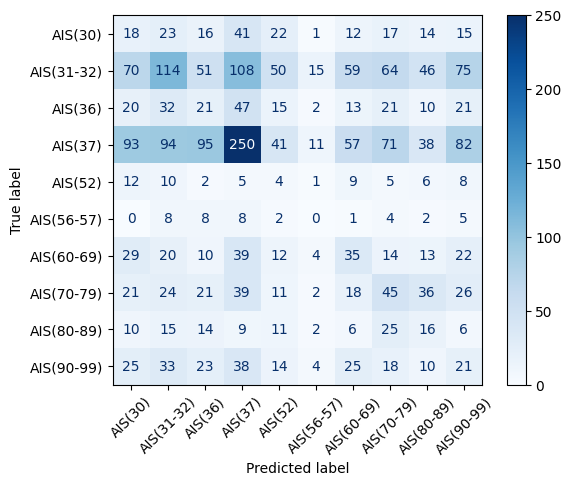 AIS(30) 18 23 16 41 22 1 12 17 14 15
AIS(31-32) 70 114 51 108 50 15 59 64 46 75
AIS(36) 20 32 21 47 15 2 13 21 10 21
AIS(37) 93 94 95 250 41 11 57 71 38 82
AIS(52) 12 10 2 5 4 1 9 5 6 8
AIS(56-57) 0 8 8 8 2 0 1 4 2 5
AIS(60-69) 29 20 10 39 12 4 35 14 13 22
AIS(70-79) 21 24 21 39 11 2 18 45 36 26
AIS(80-89) 10 15 14 9 11 2 6 25 16 6
AIS(90-99) 25 33 23 38 14 4 25 18 10 21
True label
AIS(30) AIS(31-32) AIS(36) AIS(37) AIS(52) AIS(56-57) AIS(60-69) AIS(70-79) AIS(80-89) AIS(90-99)
Predicted label
250
200
150
100
50
0